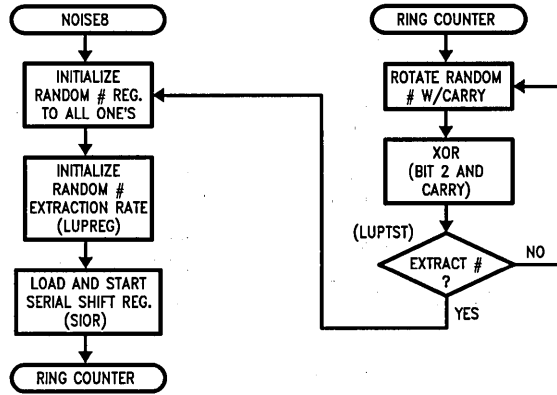 NOISE8
INITIALIZE
RANDOM # REG.
TO ALL ONE'S
INITIALIZE
RANDOM #
EXTRACTION RATE
(LUPREG)
LOAD AND START
SERIAL SHIFT REG.
(SIOR)
RING COUNTER
RING COUNTER
ROTATE RANDOM
# W/CARRY
XOR
(BIT 2 AND
CARRY)
(LUPTST)
EXTRACT #
?
NO
YES